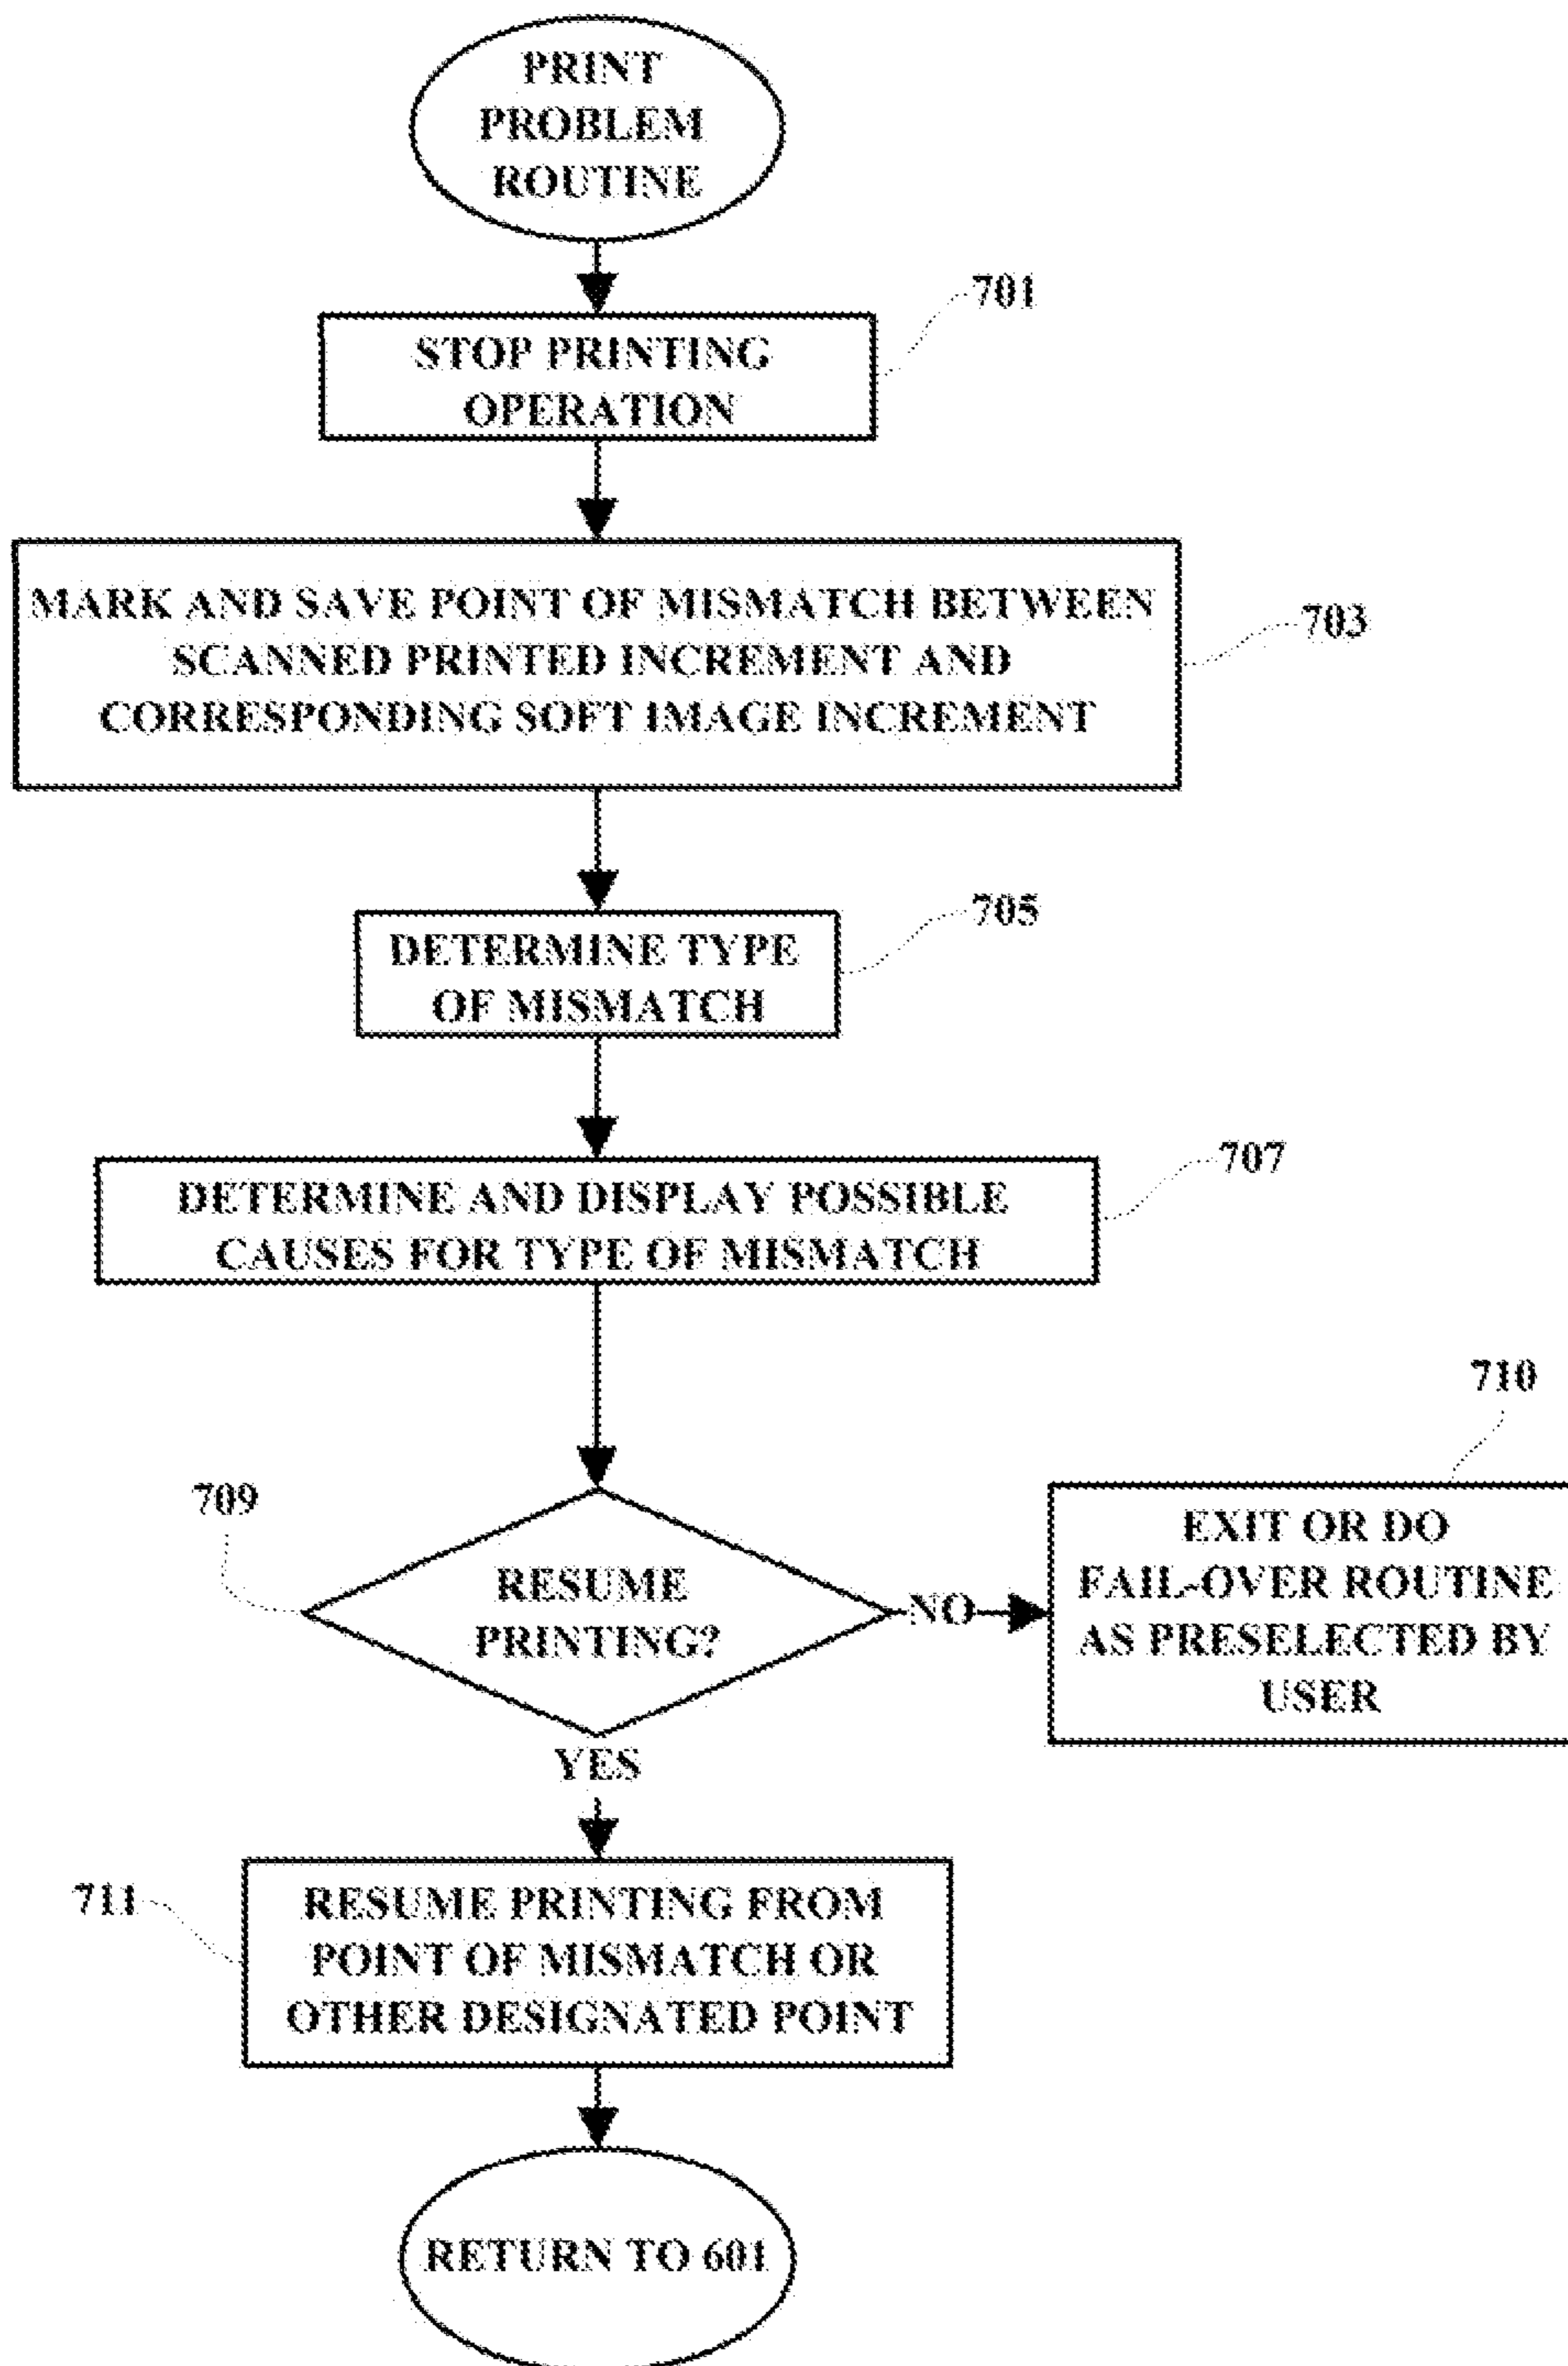 PRINT
PROBLEM
ROUTINE
701
STOP PRINTING
OPERATION
MARK AND SAVE POINT OF MISMATCH BETWEEN
SCANNED PRINTED INCREMENT AND
CORRESPONDING SOFT IMAGE INCREMENT
703
705
DETERMINE TYPE
OF MISMATCH
707
DETERMINE AND DISPLAY POSSIBLE
CAUSES FOR TYPE OF MISMATCH
709
RESUME
PRINTING?
NO
710
EXIT OR DO
FAIL-OVER ROUTINE
AS PRESELECTED BY
USER
YES
711
RESUME PRINTING FROM
POINT OF MISMATCH OR
OTHER DESIGNATED POINT
RETURN TO 601